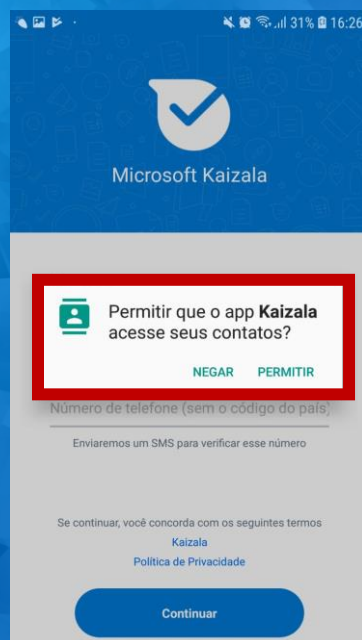 31% 16:26
Microsoft Kaizala
Permitir que o app Kaizala
acesse seus contatos?
NEGAR PERMITIR
Número de telefone (sem o código do país)
Enviaremos um SMS para verificar esse número
Se continuar, você concorda com os seguintes termos
Kaizala
Política de Privacidade
Continuar